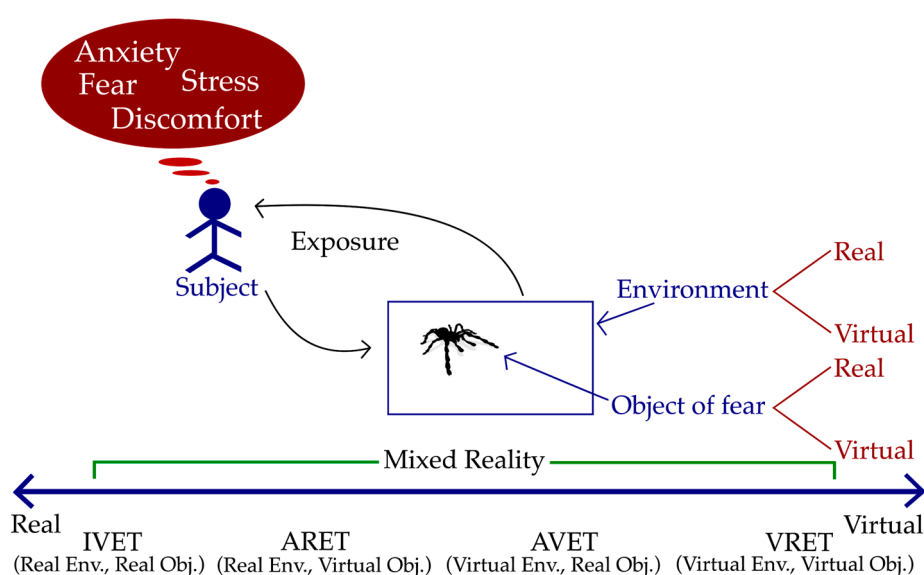 Anxiety
Fear Stress
Discomfort
Exposure
Subject
Environment
Real
Virtual
Object of fear
Real
Virtual
Mixed Reality
Real
Virtual
IVET
(Real Env., Real Obj.)
ARET
(Real Env., Virtual Obj.)
AVET
(Virtual Env., Real Obj.)
VRET
(Virtual Env., Virtual Obj.)